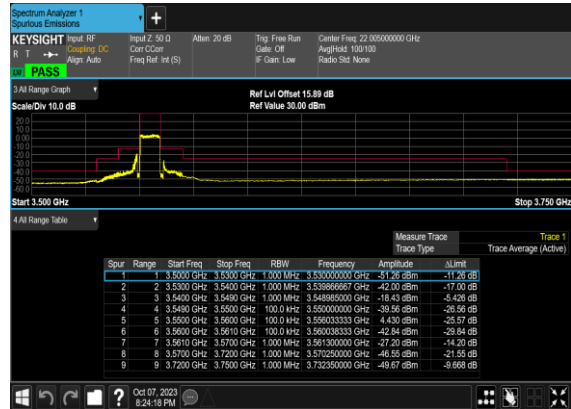 Spectrum Analyzer 1
Spurious Emissions
KEYSIGHT Input: RF Input Z: 50 Ω Atten: 20 dB Trig: Free Run Center Freq: 22.005000000 GHz
R T Coupling: DC Corr CCorr Gate: Off Avg|Hold: 100/100
Align: Auto Freq Ref: Int (S) IF Gain: Low Radio Std: None
PASS
3 All Range Graph
Ref Lvl Offset 15.89 dB
Scale/Div 10.0 dB Ref Value 30.00 dBm
20.0
10.0
0.00
-10.0
-20.0
-30.0
-40.0
-50.0
-60.0
Start 3.500 GHz Stop 3.750 GHz
4 All Range Table
Measure Trace Trace 1
Trace Type Trace Average (Active)
Spur Range Start Freq Stop Freq RBW Frequency Amplitude ΔLimit
1 1 3.5000 GHz 3.5300 GHz 1.000 MHz 3.530000000 GHz -51.26 dBm -11.26 dB
2 2 3.5300 GHz 3.5400 GHz 1.000 MHz 3.539866667 GHz -42.00 dBm -17.00 dB
3 3 3.5400 GHz 3.5490 GHz 1.000 MHz 3.548985000 GHz -18.43 dBm -5.426 dB
4 4 3.5490 GHz 3.5500 GHz 100.0 kHz 3.550000000 GHz -39.56 dBm -26.56 dB
5 5 3.5500 GHz 3.5600 GHz 100.0 kHz 3.556033333 GHz 4.430 dBm -25.57 dB
6 6 3.5600 GHz 3.5610 GHz 100.0 kHz 3.560038333 GHz -42.84 dBm -29.84 dB
7 7 3.5610 GHz 3.5700 GHz 1.000 MHz 3.561300000 GHz -27.20 dBm -14.20 dB
8 8 3.5700 GHz 3.7200 GHz 1.000 MHz 3.570250000 GHz -46.55 dBm -21.55 dB
9 9 3.7200 GHz 3.7500 GHz 1.000 MHz 3.732350000 GHz -49.67 dBm -9.668 dB
? Oct 07, 2023
8:24:18 PM